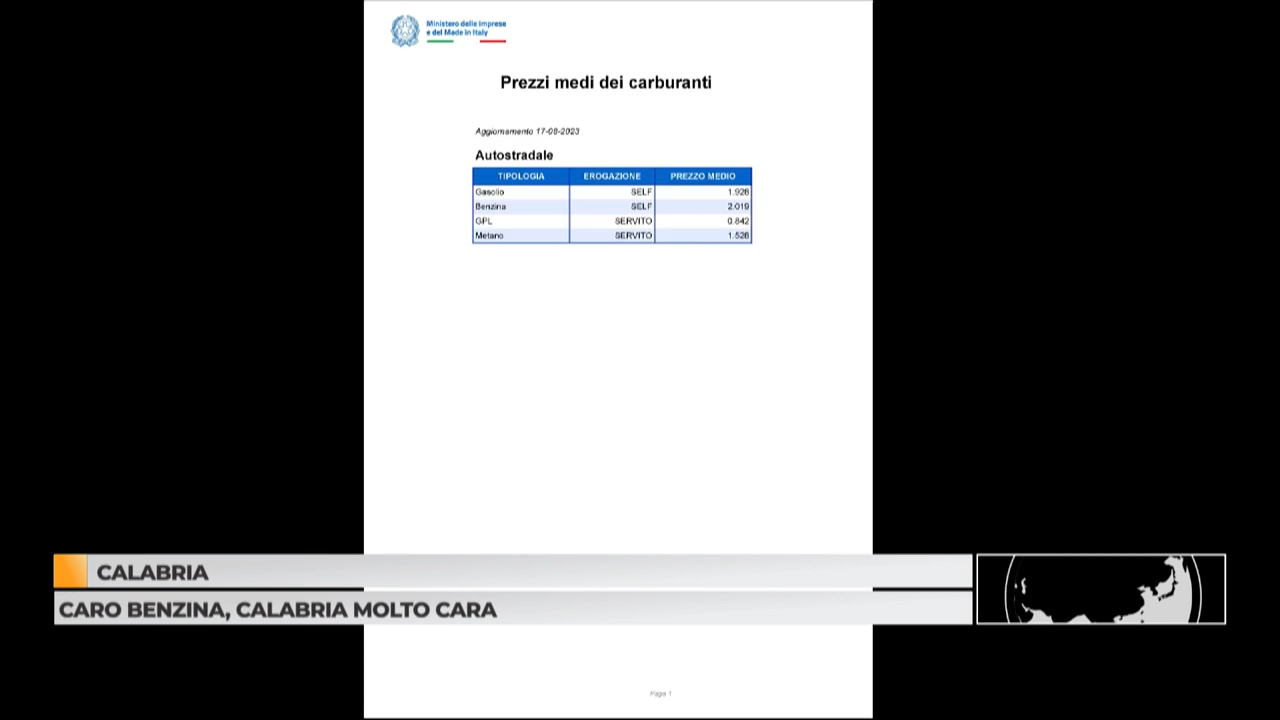 Ministero delle Imprese
e del Made in Italy
Prezzi medi dei carburanti
Aggiornamento 17-08-2023
Autostradale
TIPOLOGIA EROGAZIONE PREZZO MEDIO
Gasolio SELF 1.926
Benzina SELF 2.019
GPL SERVITO 0.842
Metano SERVITO 1.526
CALABRIA
CARO BENZINA, CALABRIA MOLTO CARA
Page 1